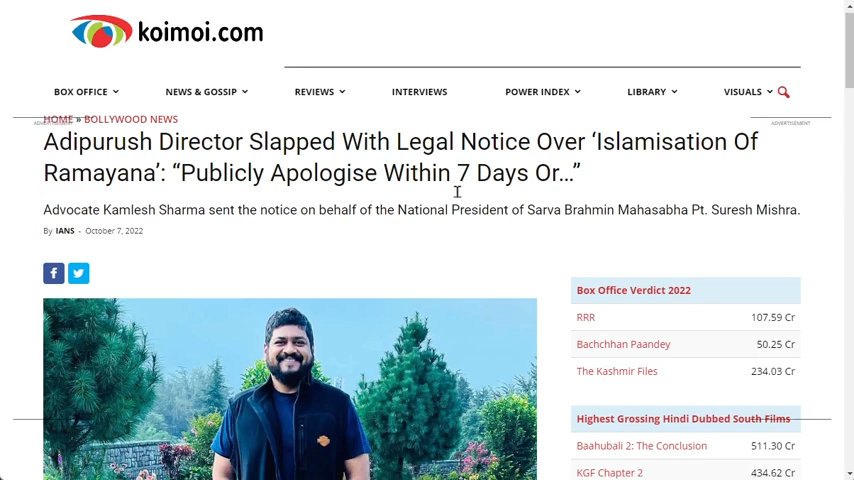 koimoi.com
BOX OFFICE
NEWS & GOSSIP
REVIEWS
INTERVIEWS
POWER INDEX
LIBRARY
VISUALS
HOME » BOLLYWOOD NEWS
ADVERTISEMENT
ADVERTISEMENT
Adipurush Director Slapped With Legal Notice Over ‘Islamisation Of
Ramayana’: “Publicly Apologise Within 7 Days Or…”
Advocate Kamlesh Sharma sent the notice on behalf of the National President of Sarva Brahmin Mahasabha Pt. Suresh Mishra.
By IANS - October 7, 2022
Box Office Verdict 2022
RRR 107.59 Cr
Bachchhan Paandey 50.25 Cr
The Kashmir Files 234.03 Cr
Highest Grossing Hindi Dubbed South Films
Baahubali 2: The Conclusion 511.30 Cr
KGF Chapter 2 434.62 Cr